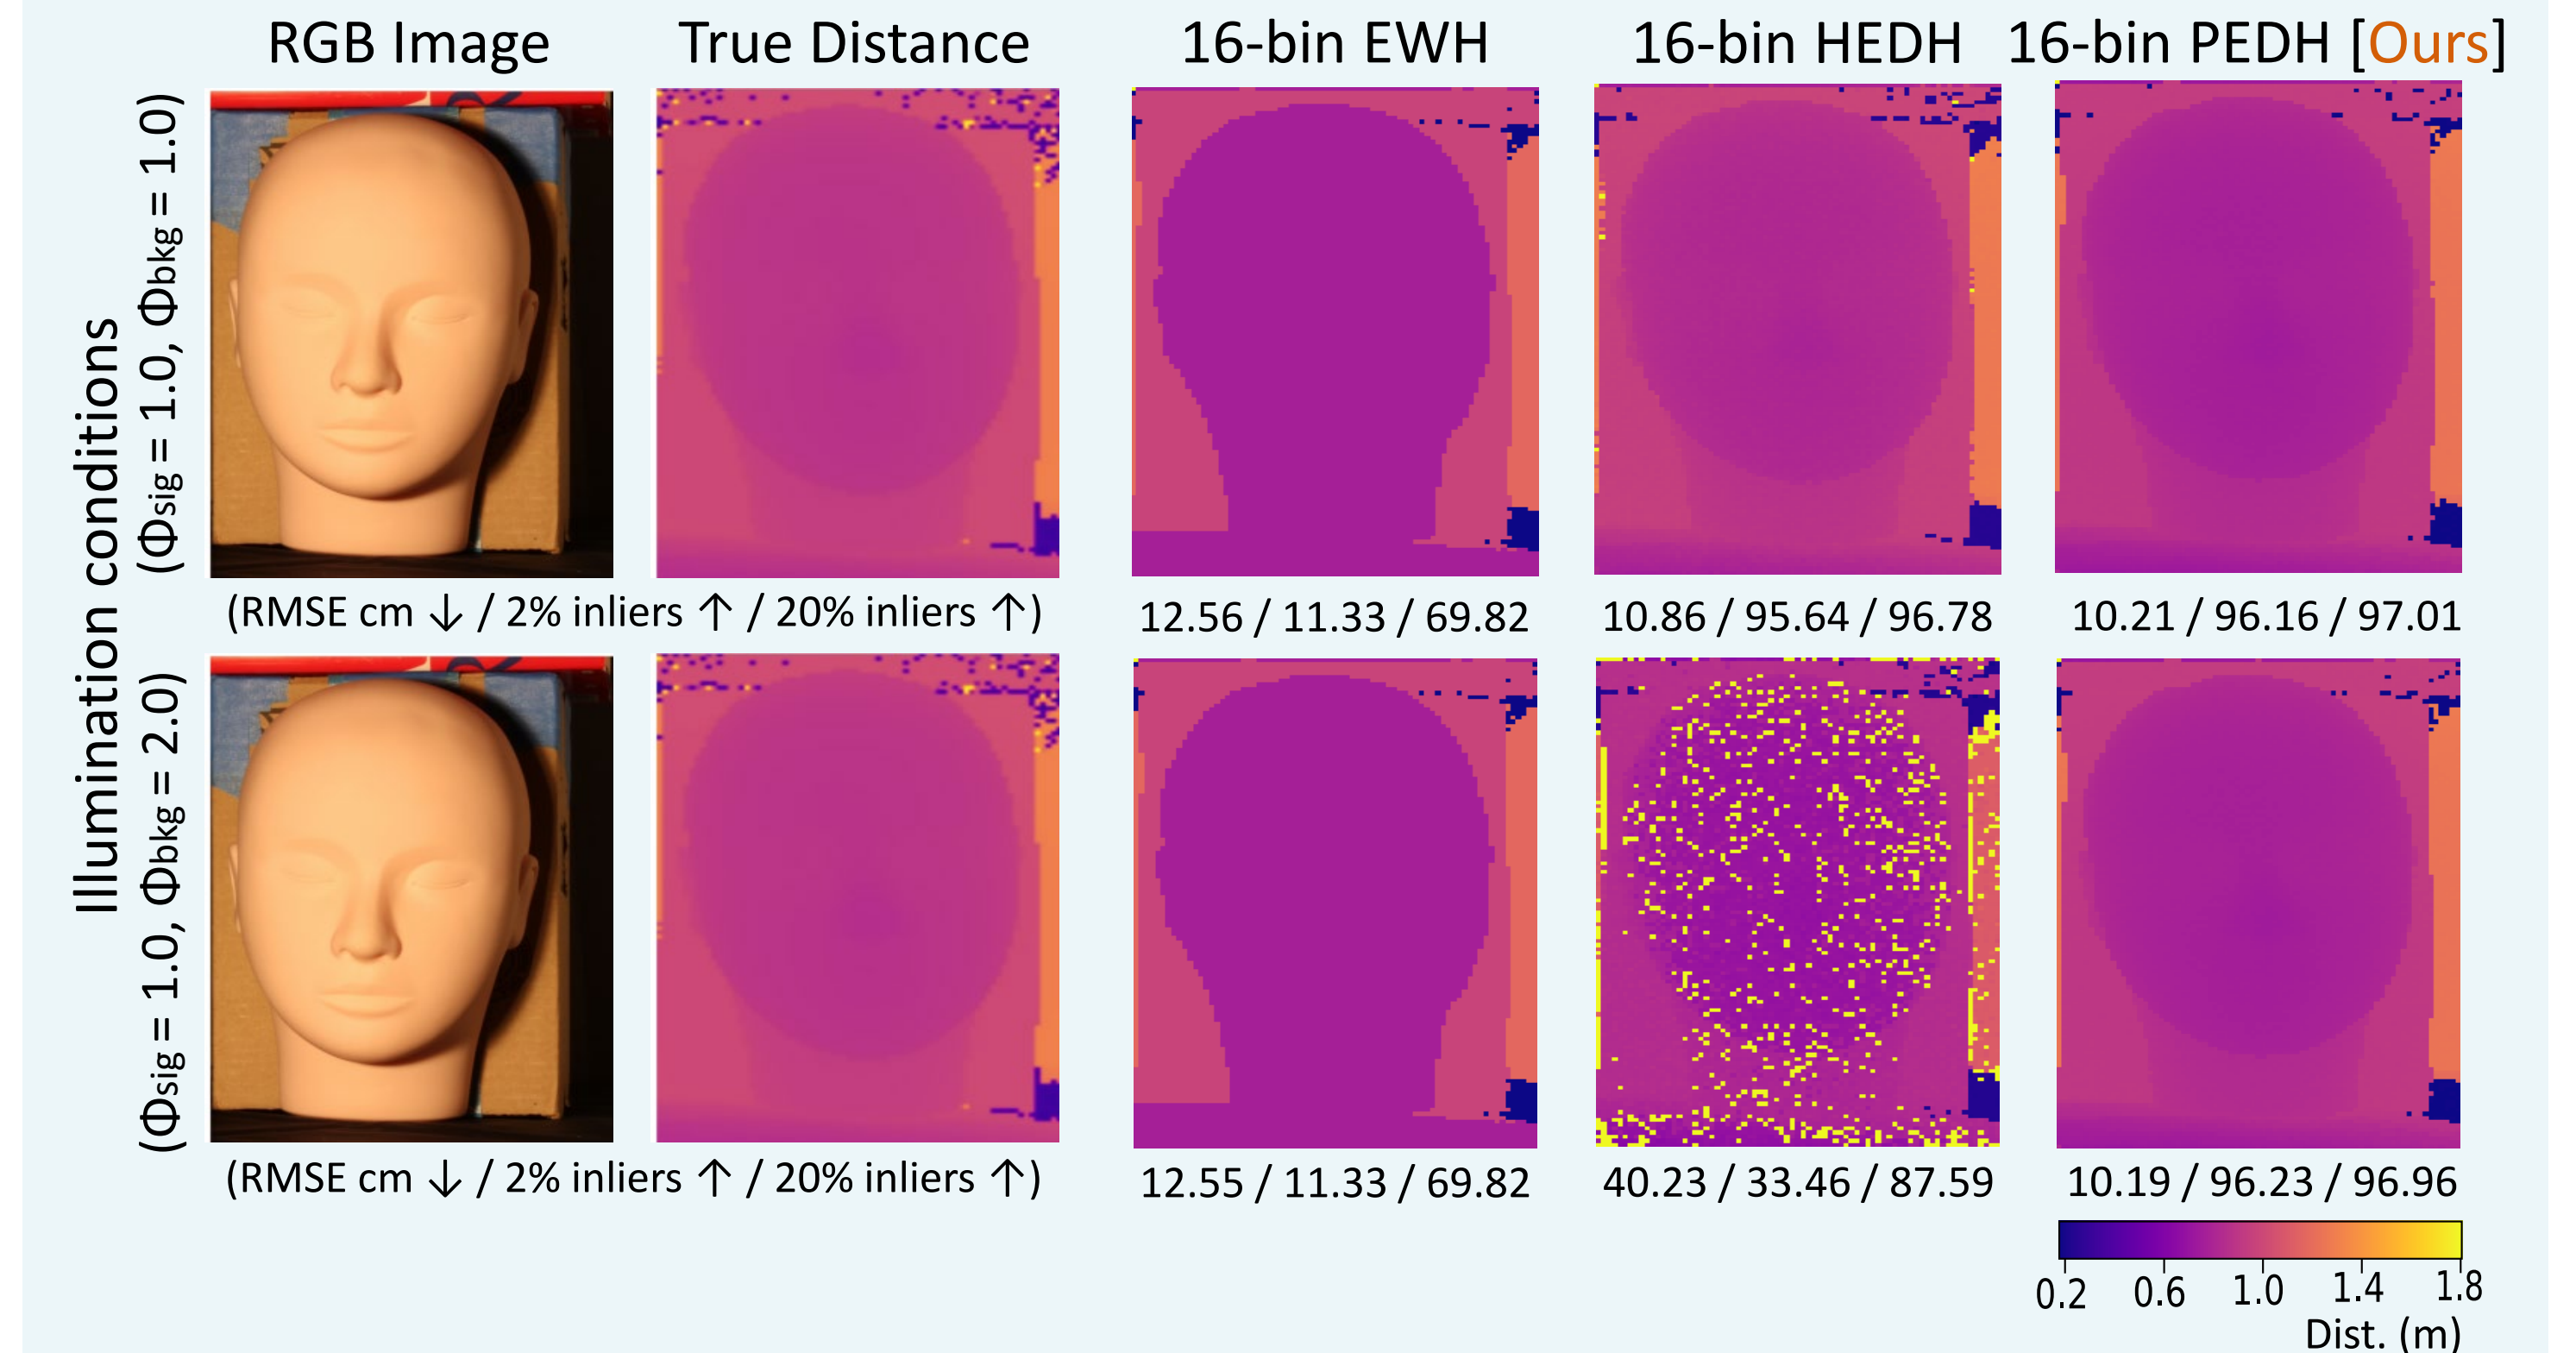 RGB Image True Distance 16-bin EWH 16-bin HEDH 16-bin PEDH [Ours]
Illumination conditions
(Φsig = 1.0, Φbkg = 1.0)
(RMSE cm ↓ / 2% inliers ↑ / 20% inliers ↑) 12.56 / 11.33 / 69.82 10.86 / 95.64 / 96.78 10.21 / 96.16 / 97.01
(Φsig = 1.0, Φbkg = 2.0)
(RMSE cm ↓ / 2% inliers ↑ / 20% inliers ↑) 12.55 / 11.33 / 69.82 40.23 / 33.46 / 87.59 10.19 / 96.23 / 96.96
0.2 0.6 1.0 1.4 1.8
Dist. (m)